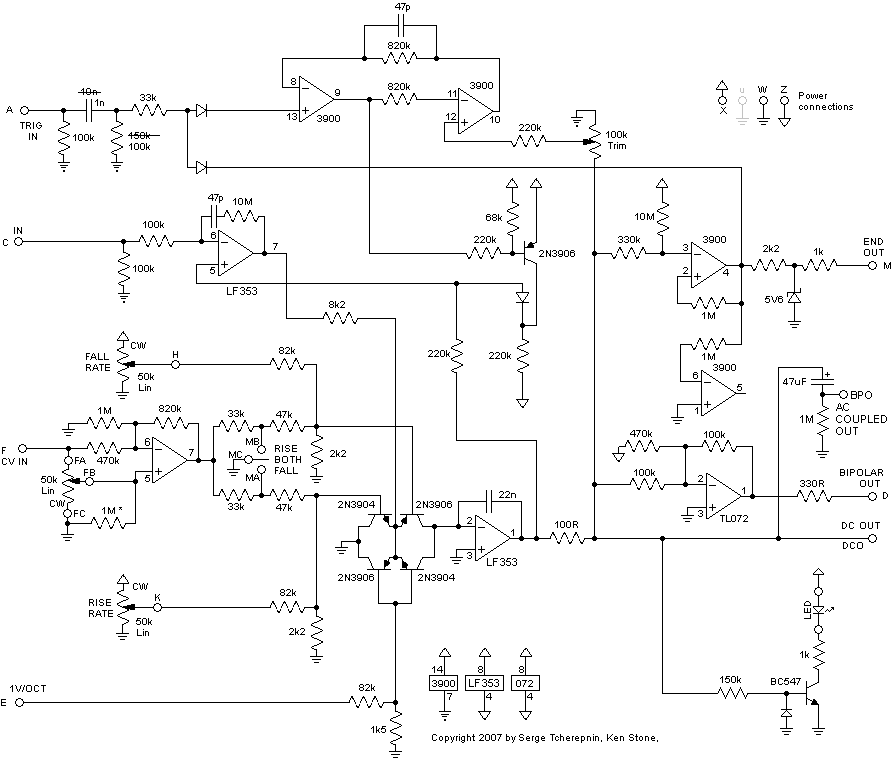 47p
820k
8
9
13
3900
820k
11
3900
12
10
220k
100k
Trim
A
TRIG
IN
10n
1n
33k
100k
150k
100k
u
W
Z
X
Power
connections
IN
C
100k
100k
47p
10M
6
7
5
LF353
68k
220k
2N3906
10M
330k
3
3900
2
4
2k2
1k
END
OUT
M
5V6
1M
1M
3900
6
5
1
8k2
220k
220k
FALL
RATE
CW
50k
Lin
H
82k
47uF
+
BPO
1M
AC
COUPLED
OUT
1M
820k
F
CV IN
FA
470k
6
7
5
50k
Lin
FB
CW
FC
1M *
33k
47k
MB
MC
RISE
BOTH
FALL
MA
33k
47k
2k2
470k
100k
100k
2
1
3
TL072
330R
BIPOLAR
OUT
D
2N3904
2N3906
2N3906
2N3904
22n
2
1
3
LF353
100R
DC OUT
DCO
RISE
RATE
CW
50k
Lin
K
82k
2k2
LED
1k
BC547
150k
14
3900
7
8
LF353
4
8
072
4
1V/OCT
E
82k
1k5
Copyright 2007 by Serge Tcherepnin, Ken Stone.